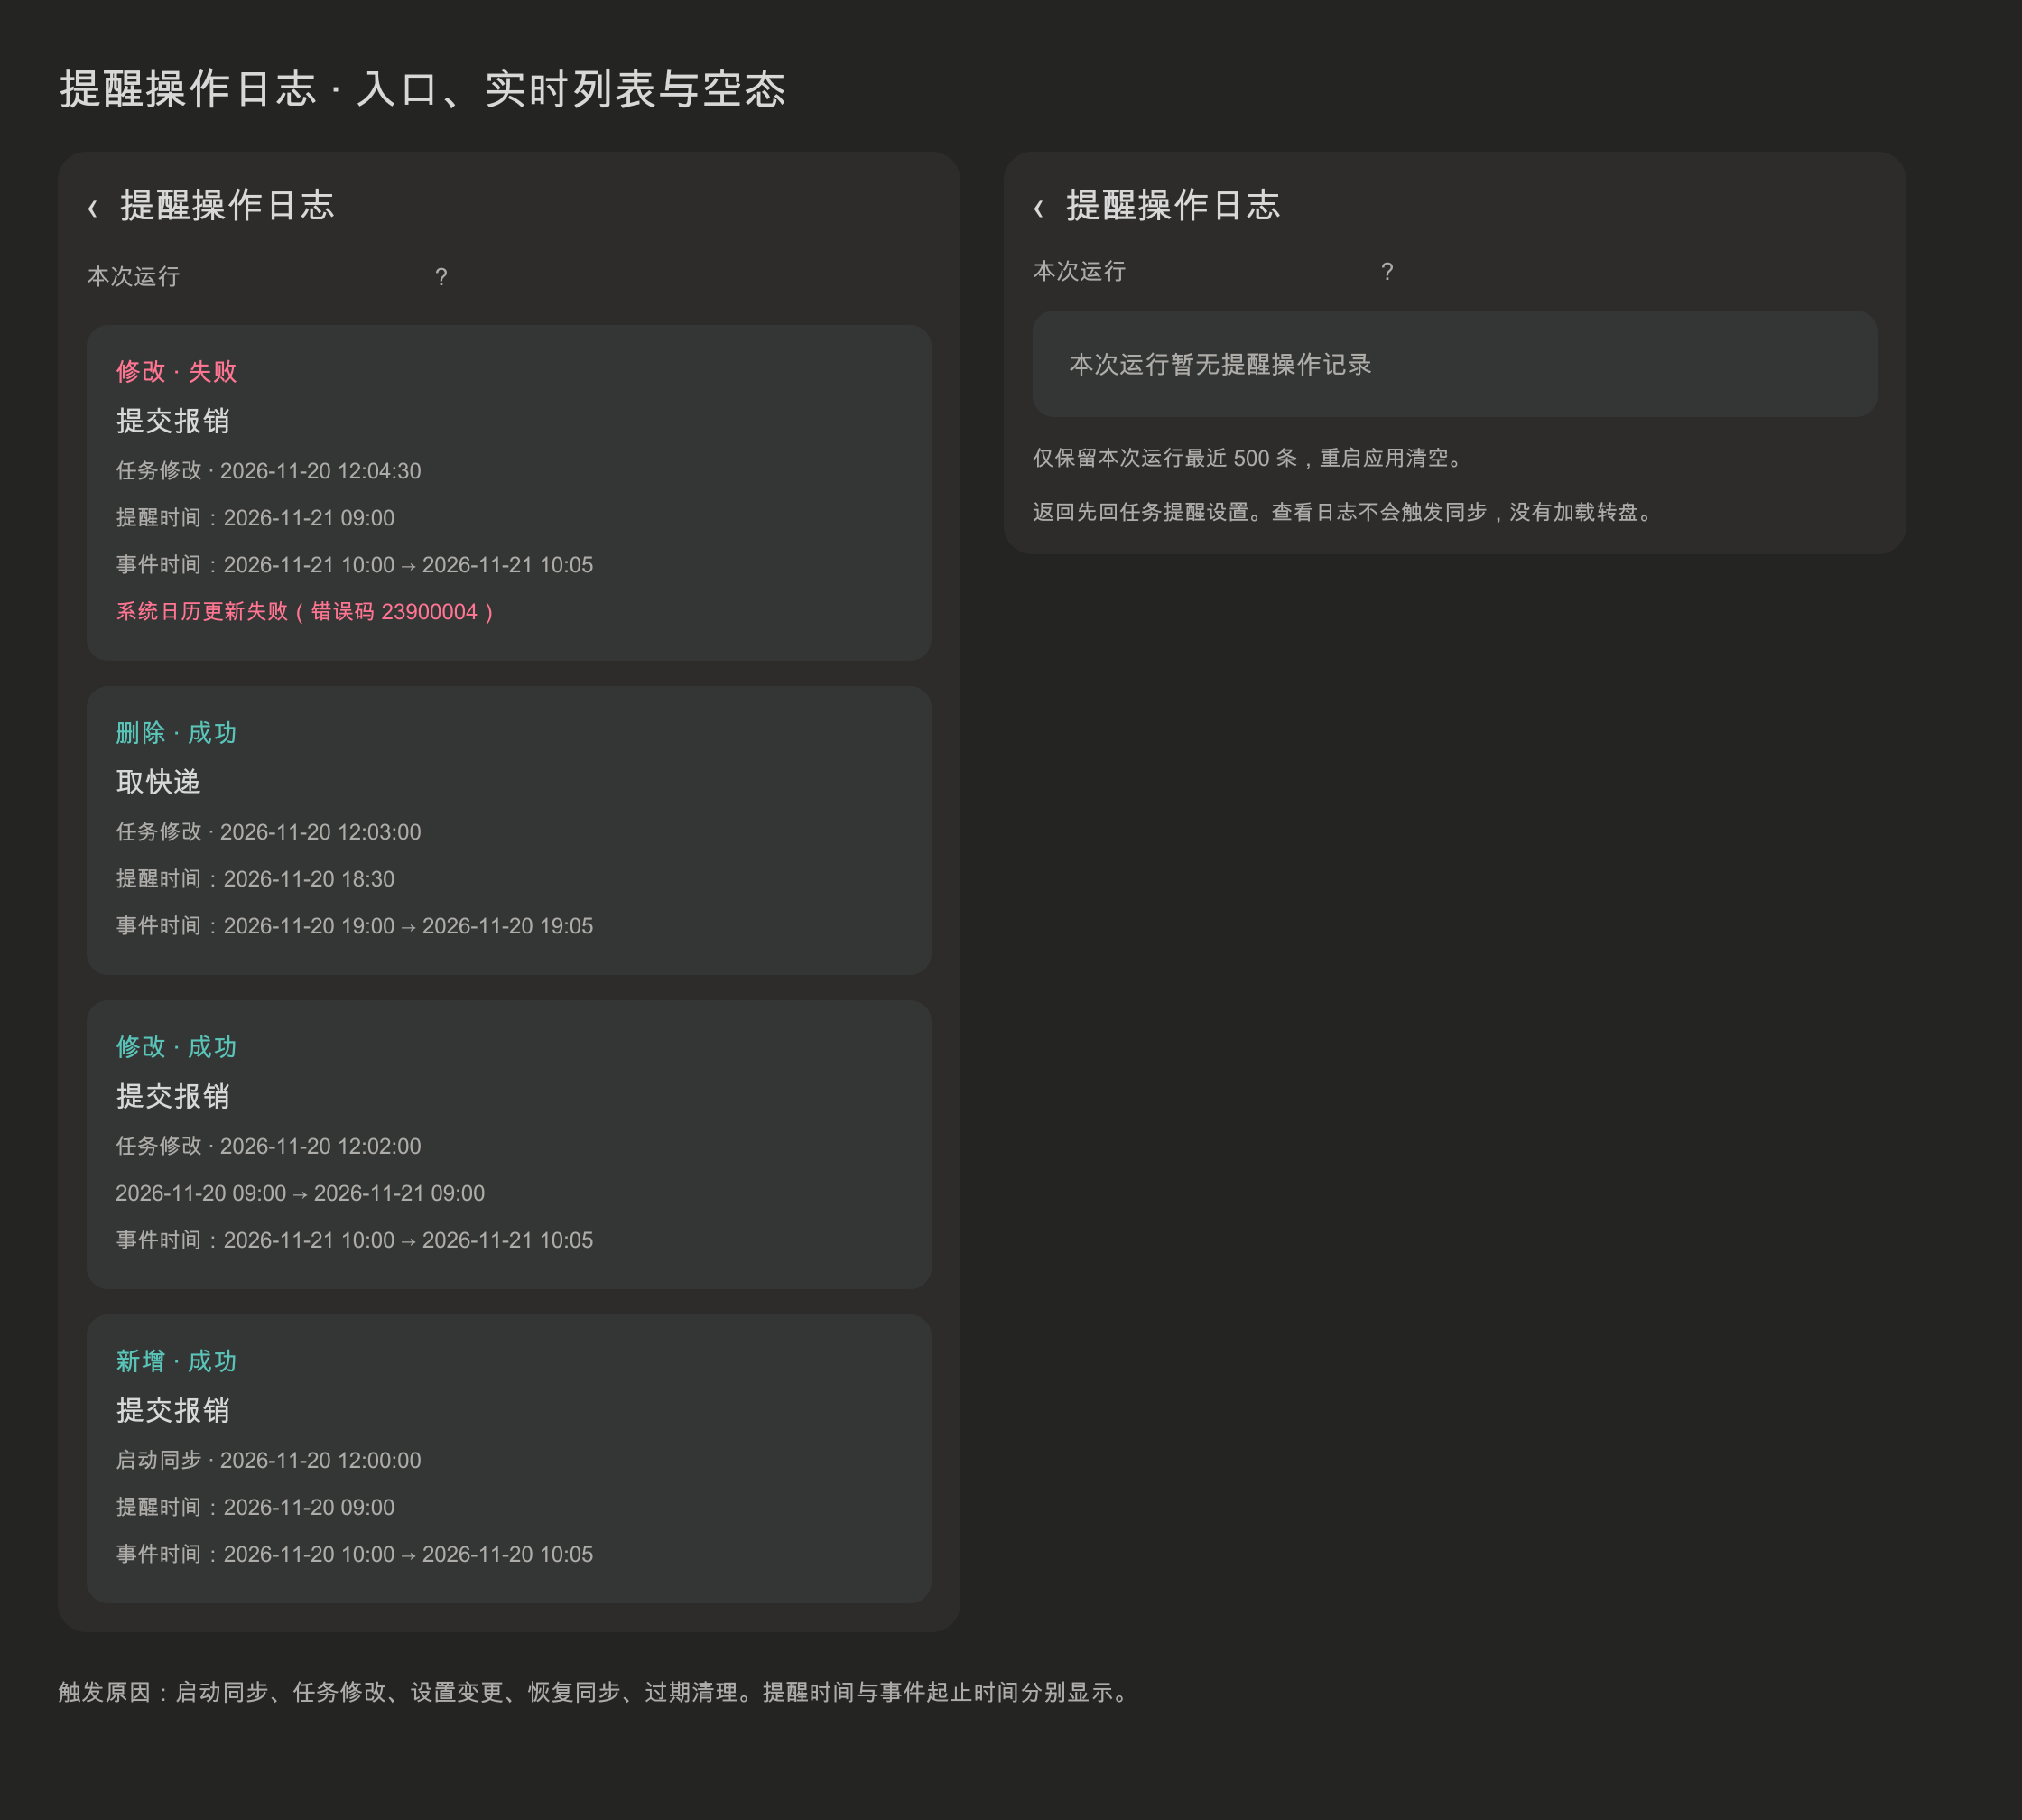 提醒操作日志 · 入口、实时列表与空态
‹ 提醒操作日志
本次运行 ?
修改 · 失败
提交报销
任务修改 · 2026-11-20 12:04:30
提醒时间：2026-11-21 09:00
事件时间：2026-11-21 10:00 → 2026-11-21 10:05
系统日历更新失败（错误码 23900004）
删除 · 成功
取快递
任务修改 · 2026-11-20 12:03:00
提醒时间：2026-11-20 18:30
事件时间：2026-11-20 19:00 → 2026-11-20 19:05
修改 · 成功
提交报销
任务修改 · 2026-11-20 12:02:00
2026-11-20 09:00 → 2026-11-21 09:00
事件时间：2026-11-21 10:00 → 2026-11-21 10:05
新增 · 成功
提交报销
启动同步 · 2026-11-20 12:00:00
提醒时间：2026-11-20 09:00
事件时间：2026-11-20 10:00 → 2026-11-20 10:05
‹ 提醒操作日志
本次运行 ?
本次运行暂无提醒操作记录
仅保留本次运行最近 500 条，重启应用清空。
返回先回任务提醒设置。查看日志不会触发同步，没有加载转盘。
触发原因：启动同步、任务修改、设置变更、恢复同步、过期清理。提醒时间与事件起止时间分别显示。